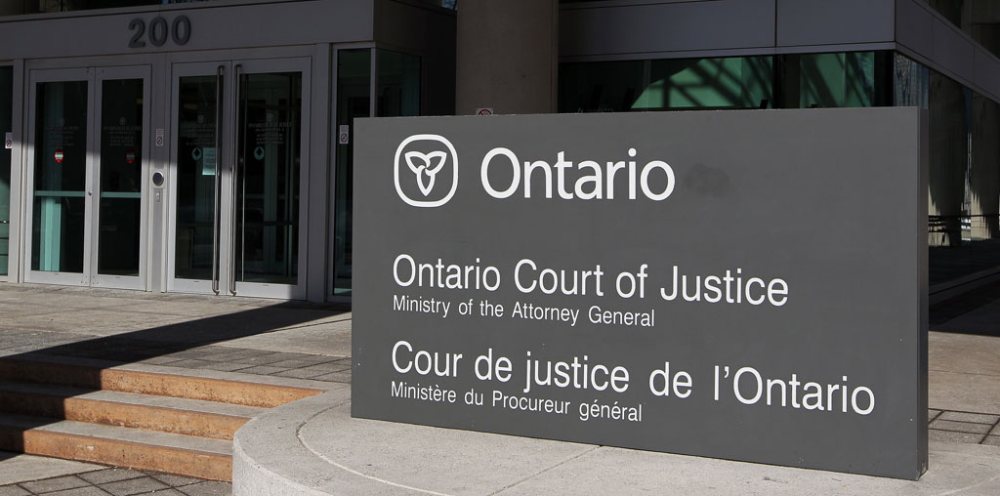 200
Ontario
Ontario Court of Justice
Ministry of the Attorney General
Cour de justice de l'Ontario
Ministère du Procureur général